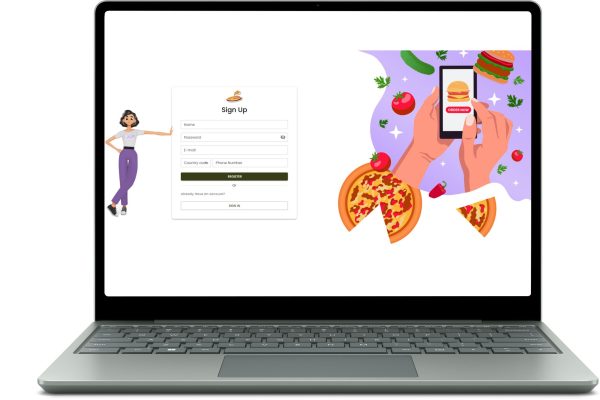 Sign Up
Name
Password
E-mail
Country code
Phone Number
REGISTER
Or
Already have an account?
SIGN IN
ORDER NOW